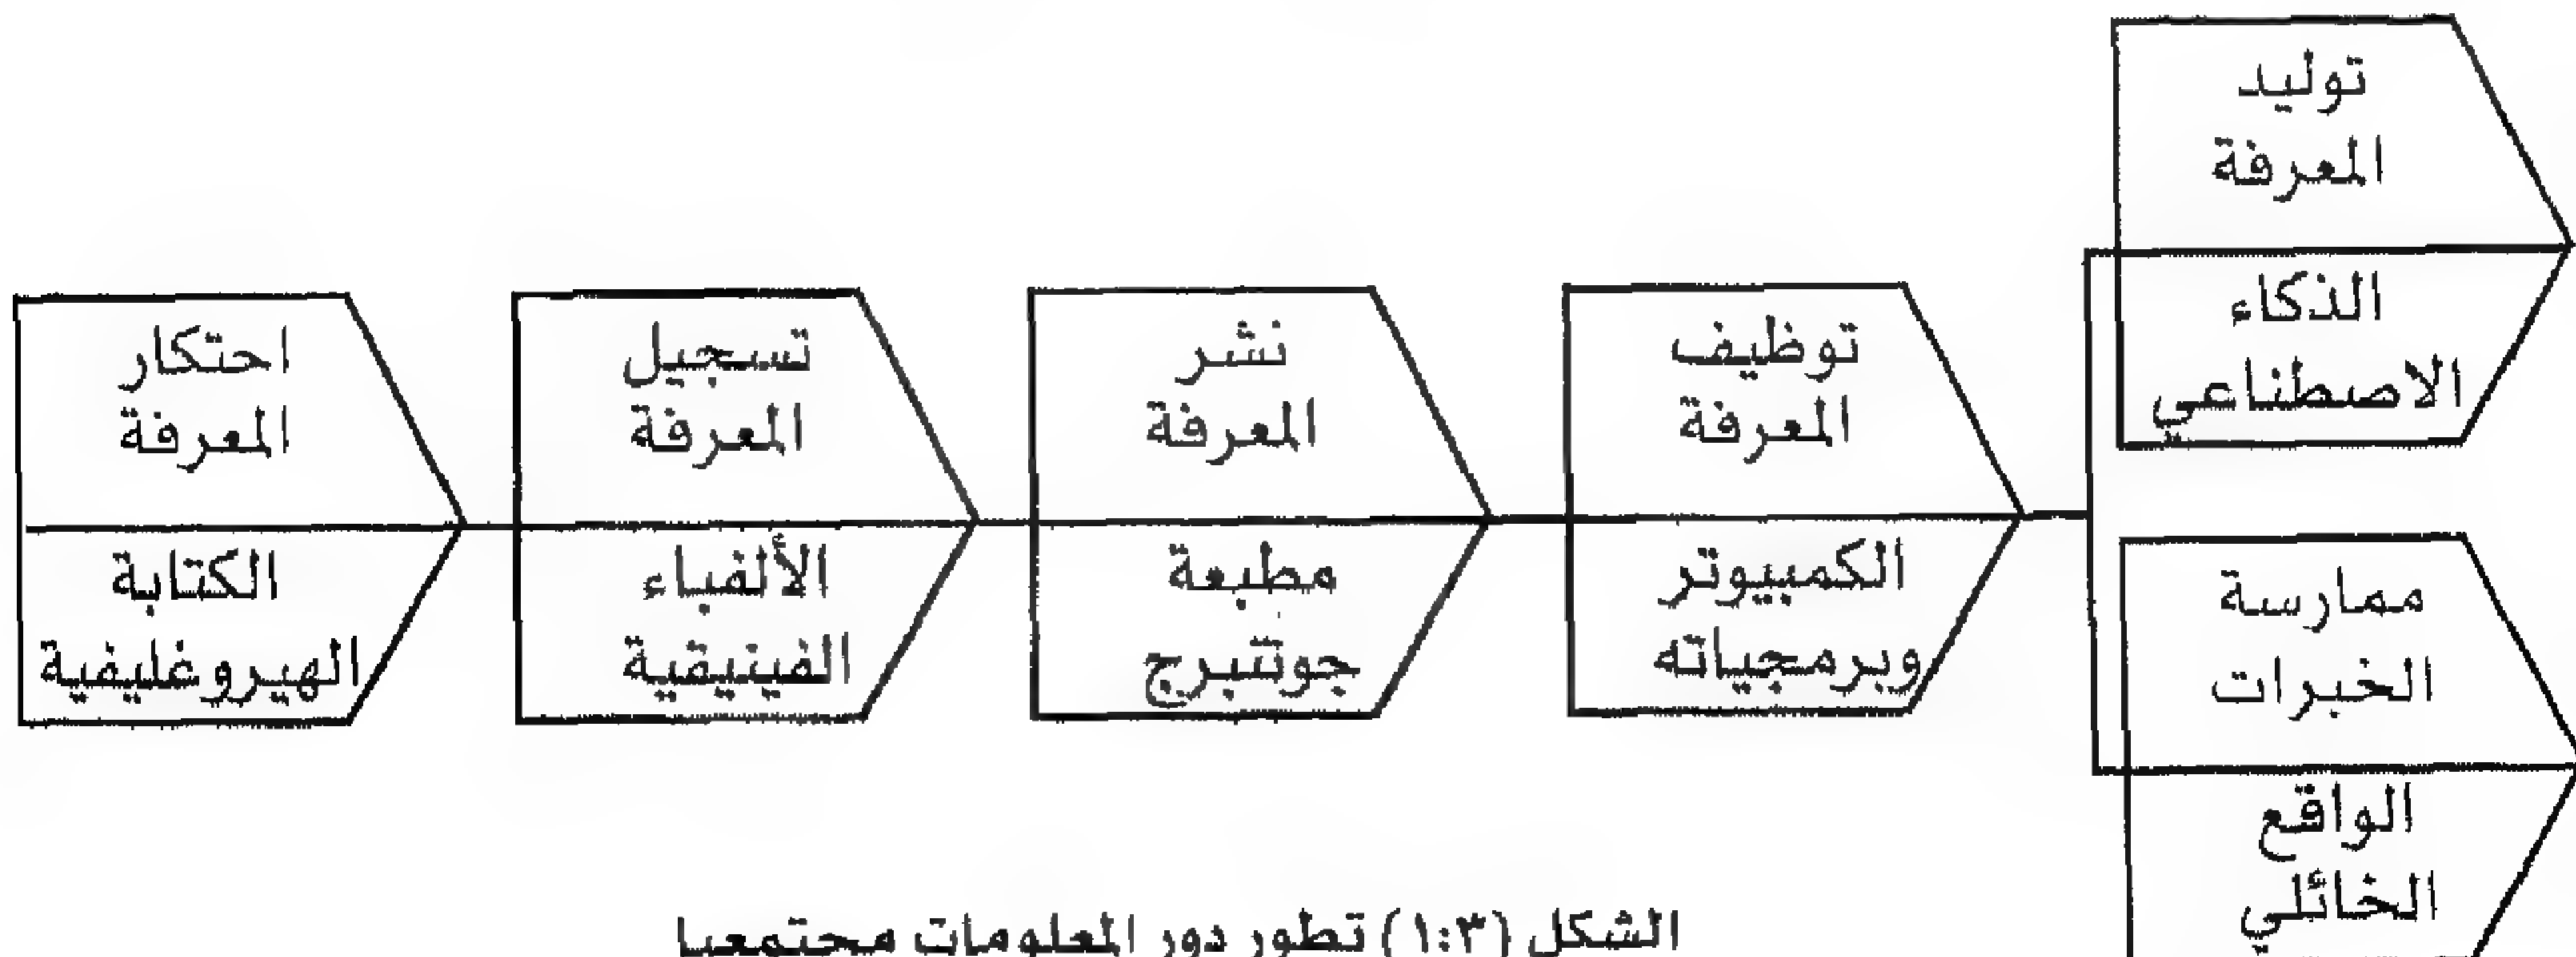 احتكار
المعرفة
الكتابة
الهيروغليفية
تسجيل
المعرفة
الألفباء
الفينيقية
نشر
المعرفة
مطبعة
جوتنبرج
توظيف
المعرفة
الكمبيوتر
وبرمجياته
توليد
المعرفة
الذكاء
الاصطناعي
ممارسة
الخبرات
الواقع
الخائلي
الشكل (١:٣) تطور دور المعلومات مجتمعيا